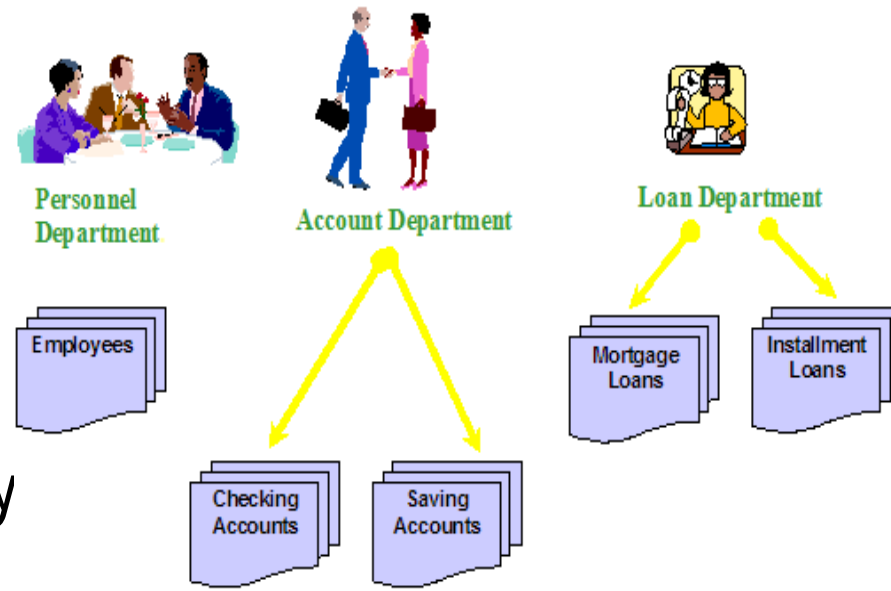 Personnel
Department
Account Department
Loan Department
Employees
Mortgage
Loans
Installment
Loans
Checking
Accounts
Saving
Accounts
y